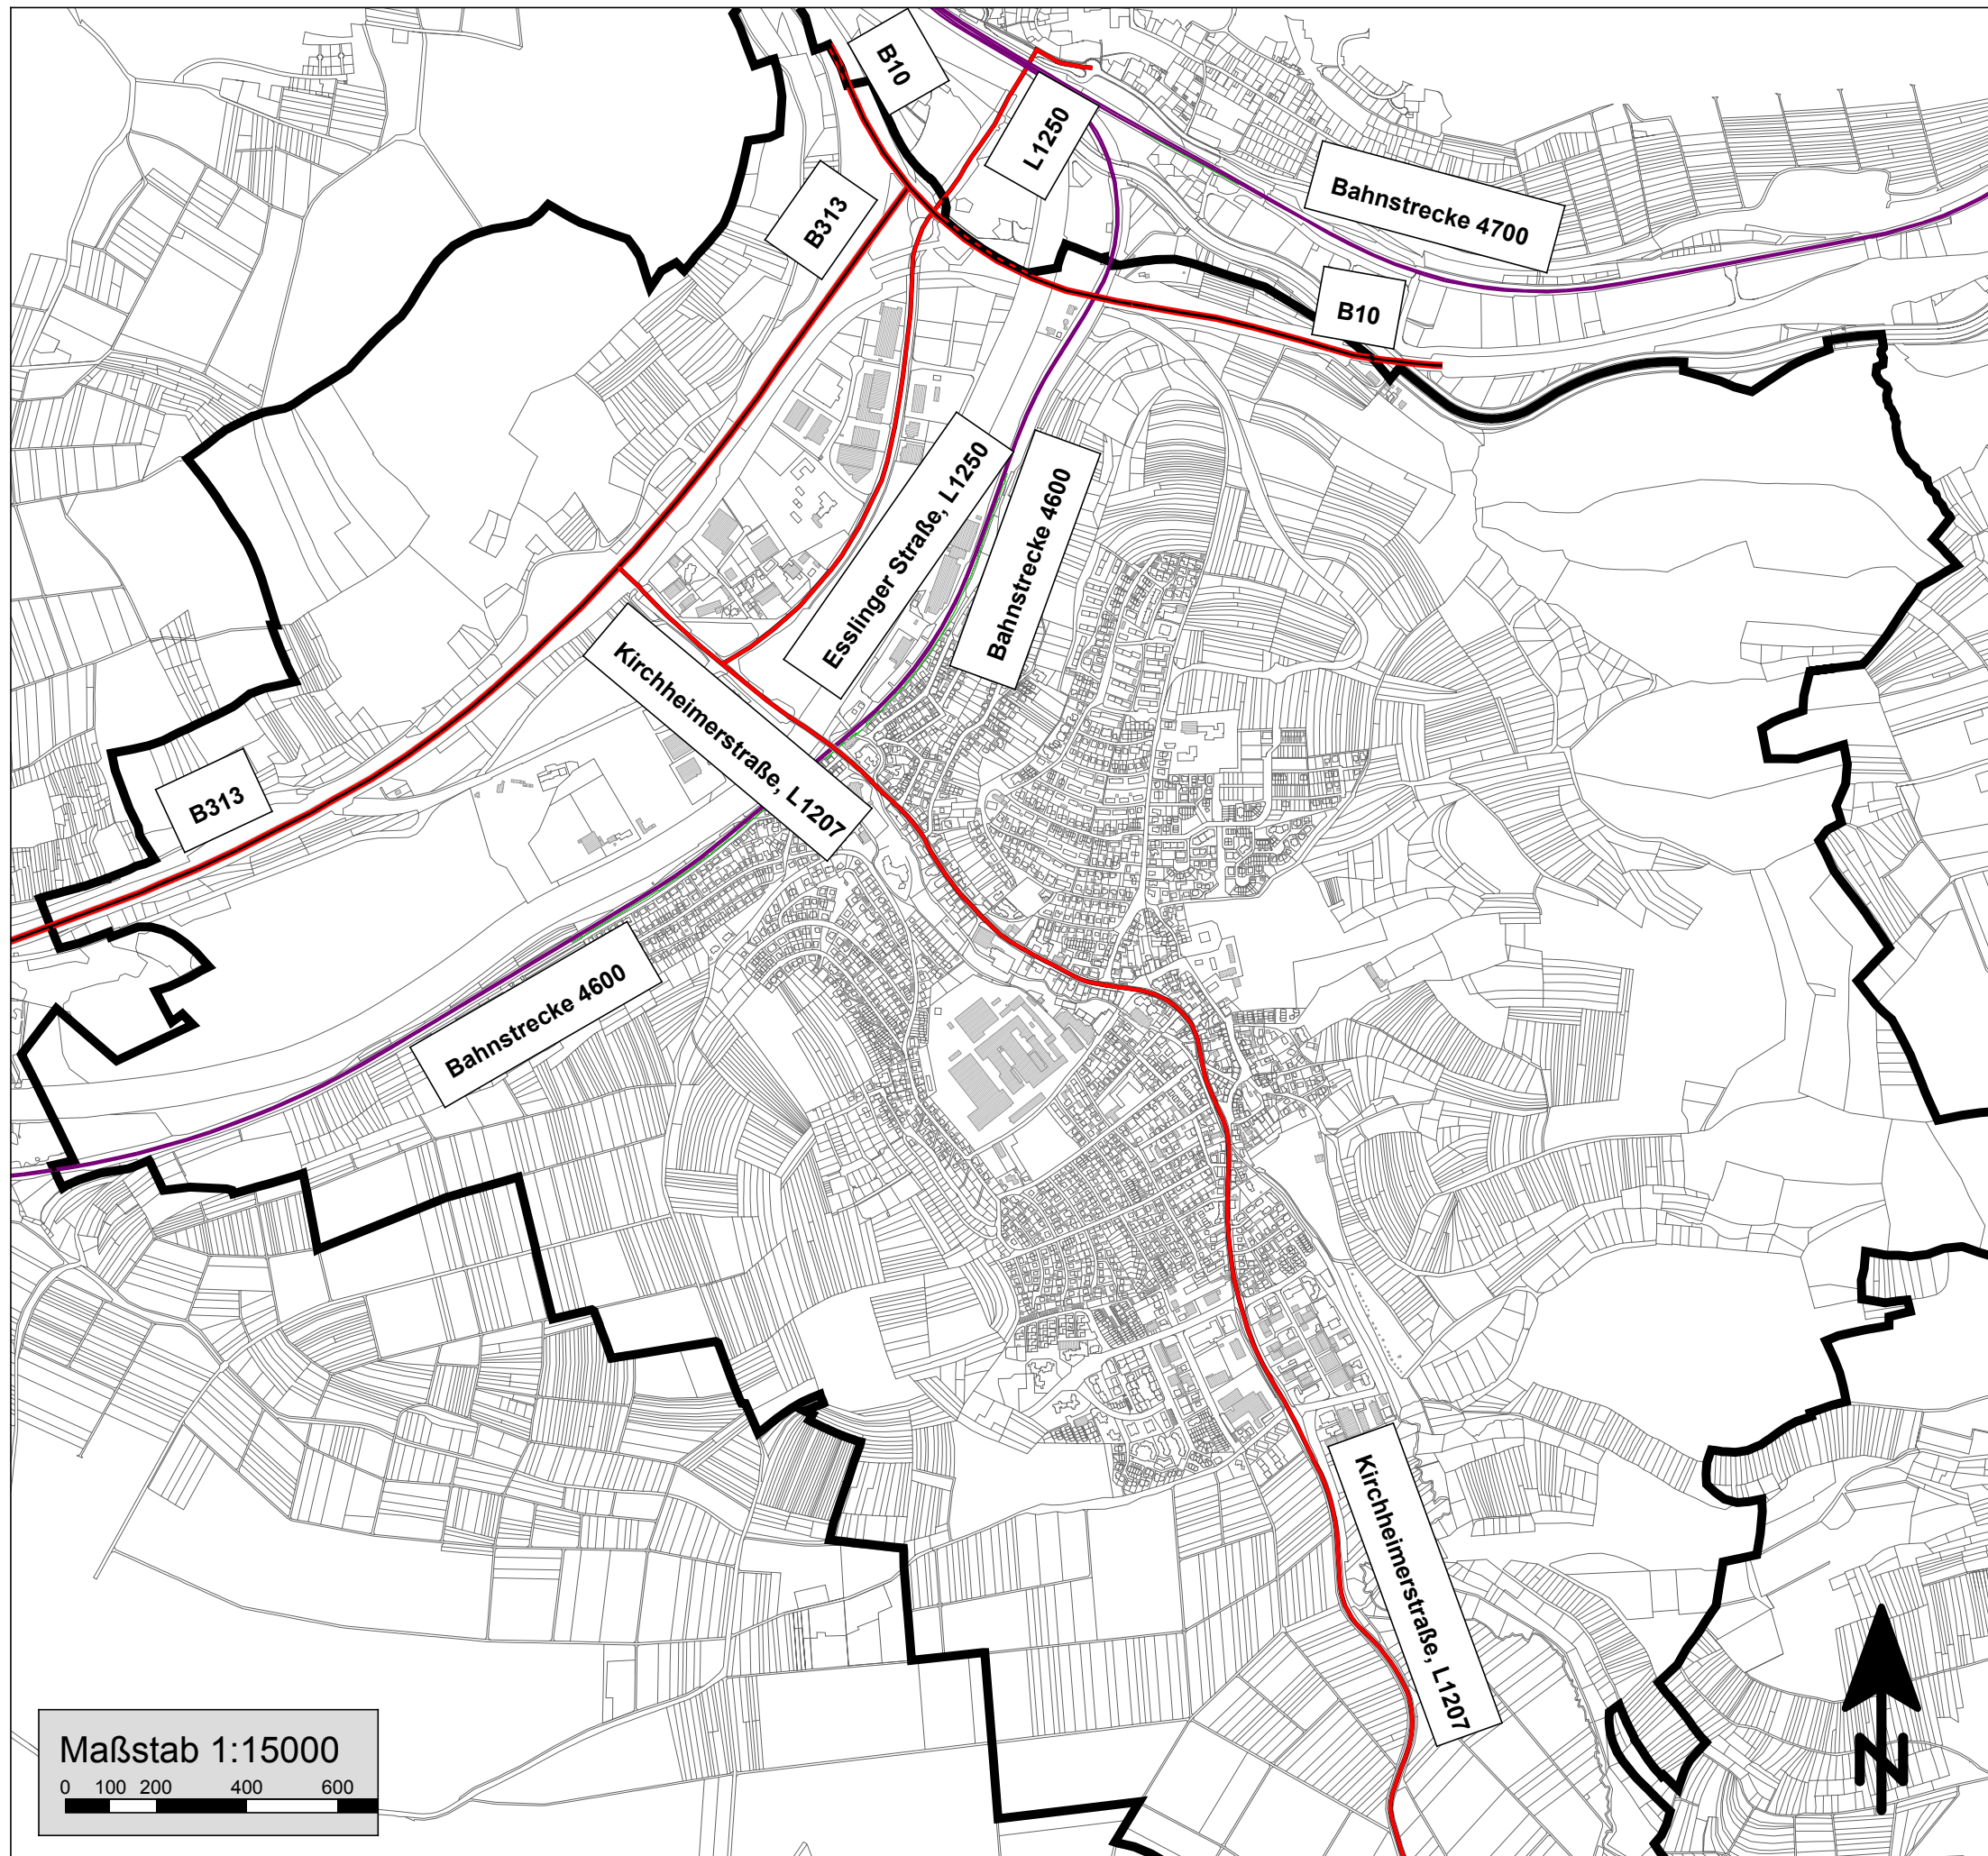 B10
L1250
B313
Bahnstrecke 4700
B10
Esslinger Straße, L1250
Bahnstrecke 4600
Kirchheimerstraße, L1207
B313
Bahnstrecke 4600
Kirchheimerstraße, L1207
Maßstab 1:15000
0 100 200 400 600
N